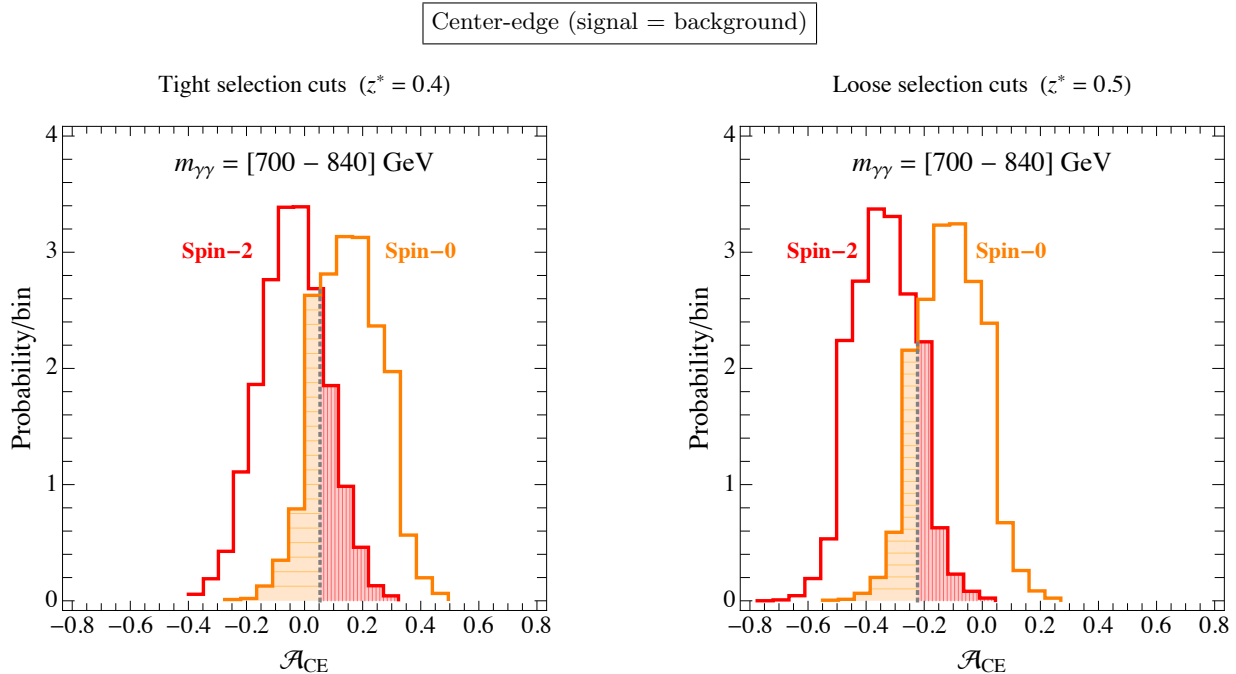 Center-edge (signal = background)
Tight selection cuts (z* = 0.4)
4
3
2
1
0
Probability/bin
m_γγ = [700 − 840] GeV
Spin−2
Spin−0
−0.8 −0.6 −0.4 −0.2 0.0 0.2 0.4 0.6 0.8
𝒜_CE
Loose selection cuts (z* = 0.5)
4
3
2
1
0
Probability/bin
m_γγ = [700 − 840] GeV
Spin−2
Spin−0
−0.8 −0.6 −0.4 −0.2 0.0 0.2 0.4 0.6 0.8
𝒜_CE